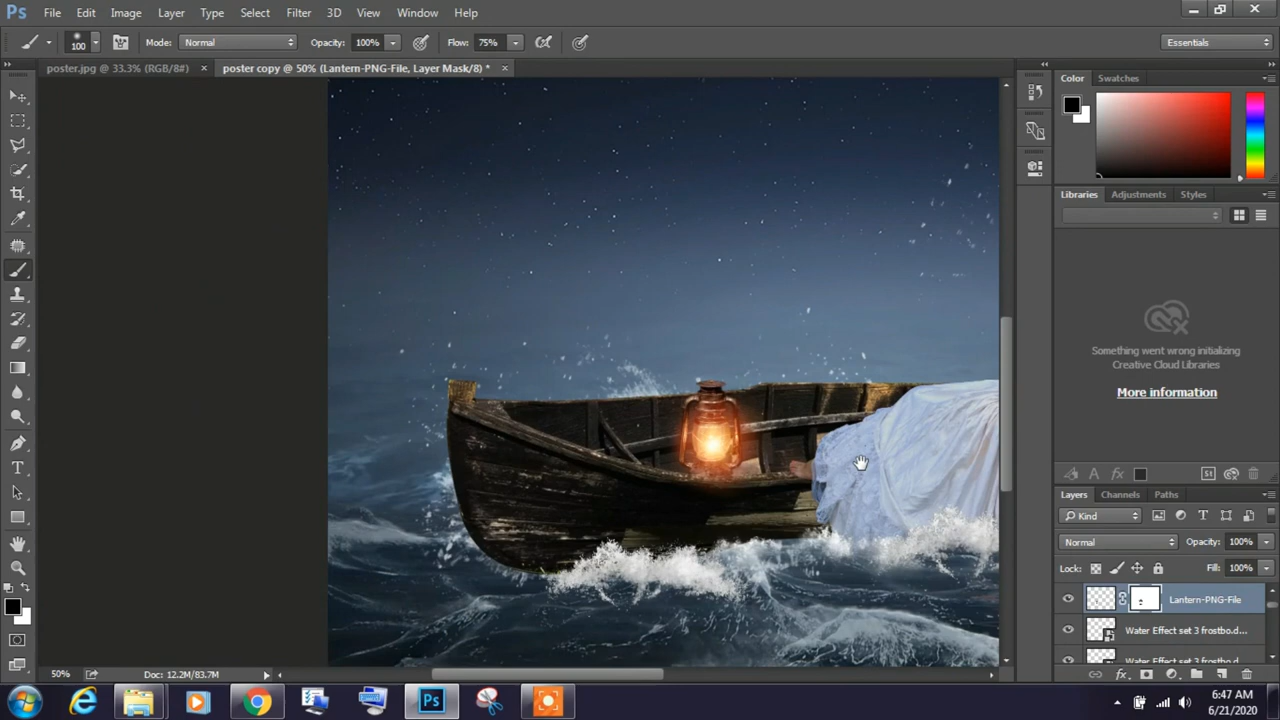 Ps File Edit Image Layer Type Select Filter 3D View Window Help
100 Mode: Normal Opacity: 100% Flow: 75% Essentials
poster.jpg @ 33.3% (RGB/8#) × poster copy @ 50% (Lantern-PNG-File, Layer Mask/8) * ×
Color Swatches
Libraries Adjustments Styles
Something went wrong initializing
Creative Cloud Libraries
More information
Layers Channels Paths
Kind
Normal Opacity: 100%
Lock: Fill: 100%
Lantern-PNG-File
Water Effect set 3 frostbo.d...
Water Effect set 3 frostbo.d...
50% Doc: 12.2M/83.7M
Ps 6:47 AM
6/21/2020